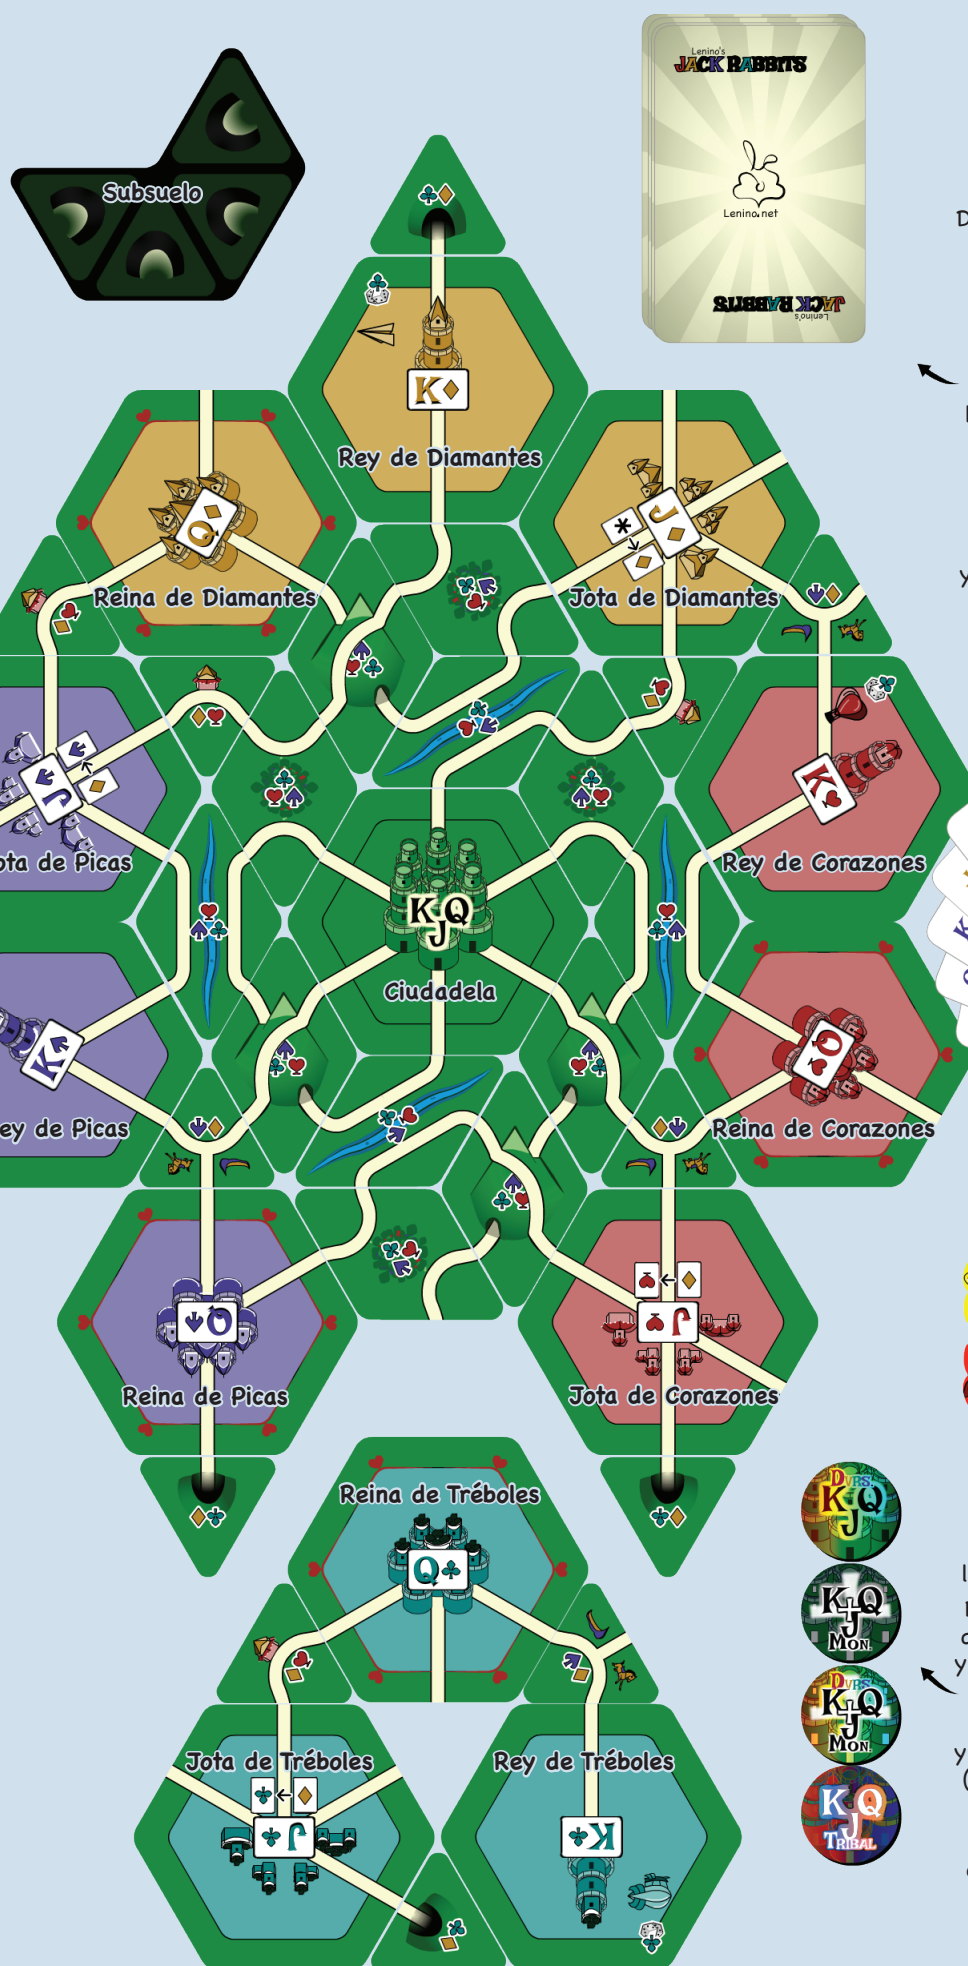 Lenino's
JACK RABBITS
Subsuelo
Lenino.net
JACK RABBITS
Lenino's
K
Rey de Diamantes
Q
J
*
Reina de Diamantes
Jota de Diamantes
J
K
ota de Picas
Rey de Corazones
K Q
J
Ciudadela
K
Q
ey de Picas
Reina de Corazones
Q
J
Reina de Picas
Jota de Corazones
DVRS.
K Q
J
Reina de Tréboles
Q
K Q
J
MON.
DVRS.
K Q
J
MON.
Jota de Tréboles
Rey de Tréboles
J
K
K Q
J
TRIBAL